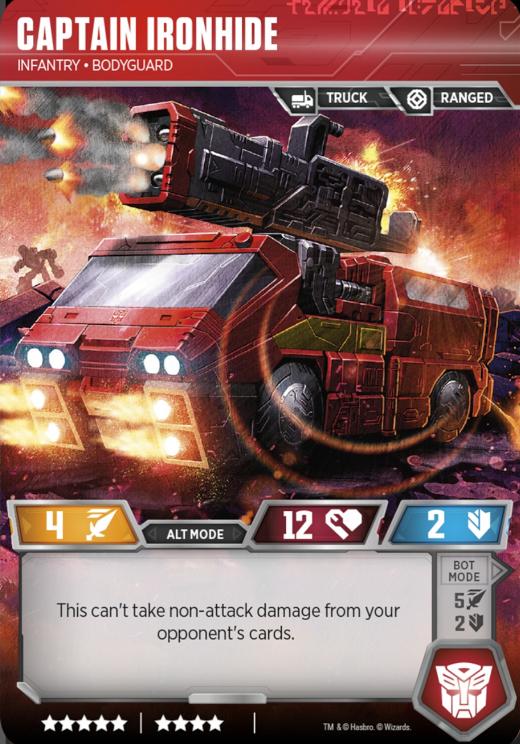 CAPTAIN IRONHIDE
INFANTRY • BODYGUARD
TRUCK
RANGED
4
ALT MODE
12
2
BOT
MODE
5
2
This can't take non-attack damage from your
opponent's cards.
TM & © Hasbro. © Wizards.